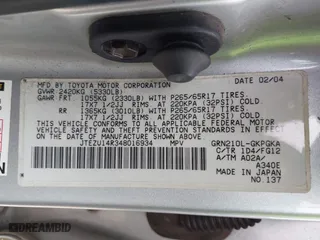 MFD. BY TOYOTA MOTOR CORPORATION DATE 02/04
GVWR 2420KG (5330LB)
GAWR FRT 1055KG (2330LB) WITH P265/65R17 TIRES.
17X7 1/2JJ RIMS AT 220KPA (32PSI) COLD.
RR 1365KG (3010LB) WITH P265/65R17 TIRES.
17X7 1/2JJ RIMS AT 220KPA (32PSI) COLD.
THIS VEHICLE CONFORMS TO ALL APPLICABLE FEDERAL MOTOR
VEHICLE SAFETY AND THEFT PREVENTION STANDARDS IN EFFECT
ON THE DATE OF MANUFACTURE SHOWN ABOVE.
JTEZU14R348016934 MPV GRN210L-GKPGKA
C/TR 1D4/FG12
A/TM A02A/
A340E
MADE IN JAPAN
NO.137